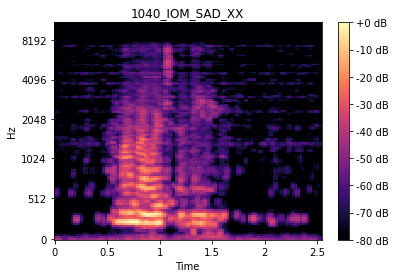 1040_IOM_SAD_XX
8192
4096
2048
1024
512
0
Hz
0 0.5 1 1.5 2 2.5
Time
+0 dB
-10 dB
-20 dB
-30 dB
-40 dB
-50 dB
-60 dB
-70 dB
-80 dB